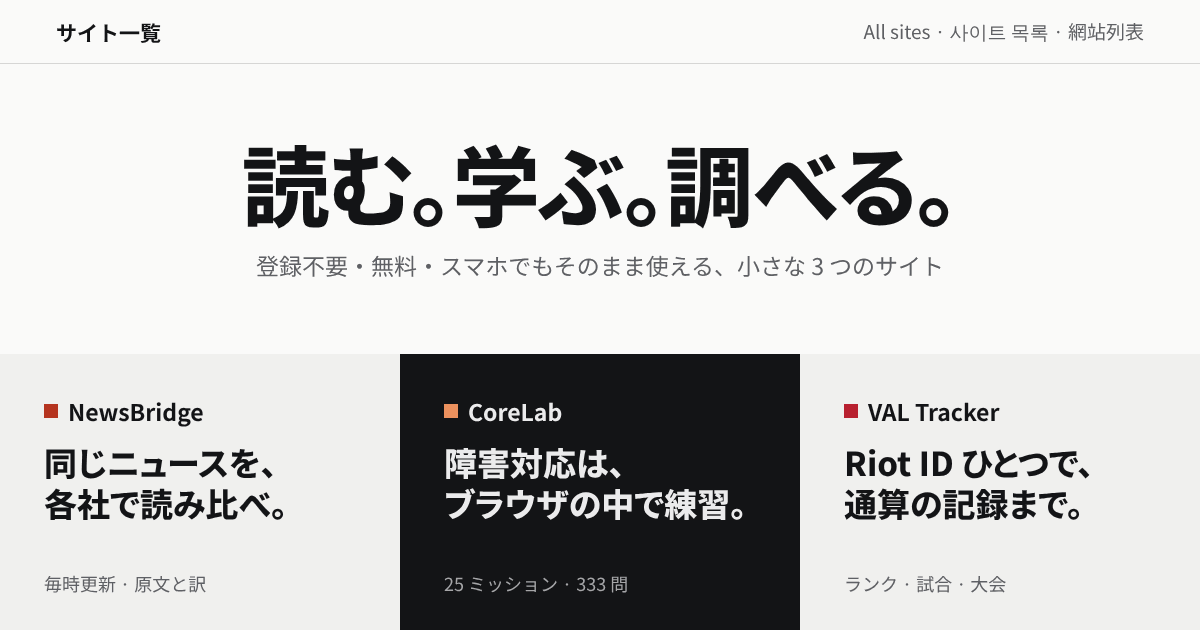 サイト一覧
All sites · 사이트 목록 · 網站列表
読む。学ぶ。調べる。
登録不要・無料・スマホでもそのまま使える、小さな 3 つのサイト
NewsBridge
同じニュースを、
各社で読み比べ。
毎時更新 · 原文と訳
CoreLab
障害対応は、
ブラウザの中で練習。
25 ミッション · 333 問
VAL Tracker
Riot ID ひとつで、
通算の記録まで。
ランク · 試合 · 大会